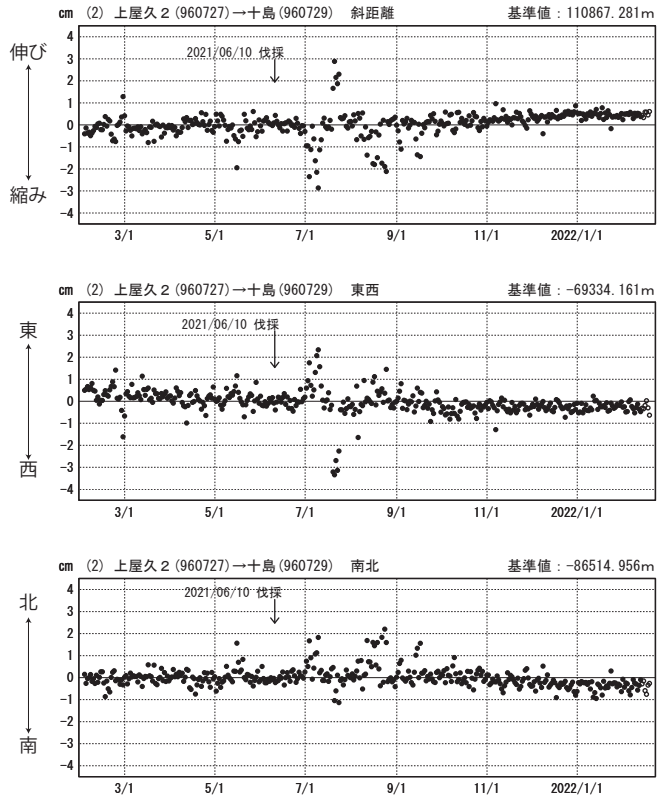 cm (2) 上屋久２(960727)→十島(960729) 斜距離 基準値：110867.281ｍ
伸び
縮み
2021/06/10 伐採
4
3
2
1
0
−1
−2
−3
−4
3/1 5/1 7/1 9/1 11/1 2022/1/1
cm (2) 上屋久２(960727)→十島(960729) 東西 基準値：−69334.161ｍ
東
西
2021/06/10 伐採
4
3
2
1
0
−1
−2
−3
−4
3/1 5/1 7/1 9/1 11/1 2022/1/1
cm (2) 上屋久２(960727)→十島(960729) 南北 基準値：−86514.956ｍ
北
南
2021/06/10 伐採
4
3
2
1
0
−1
−2
−3
−4
3/1 5/1 7/1 9/1 11/1 2022/1/1